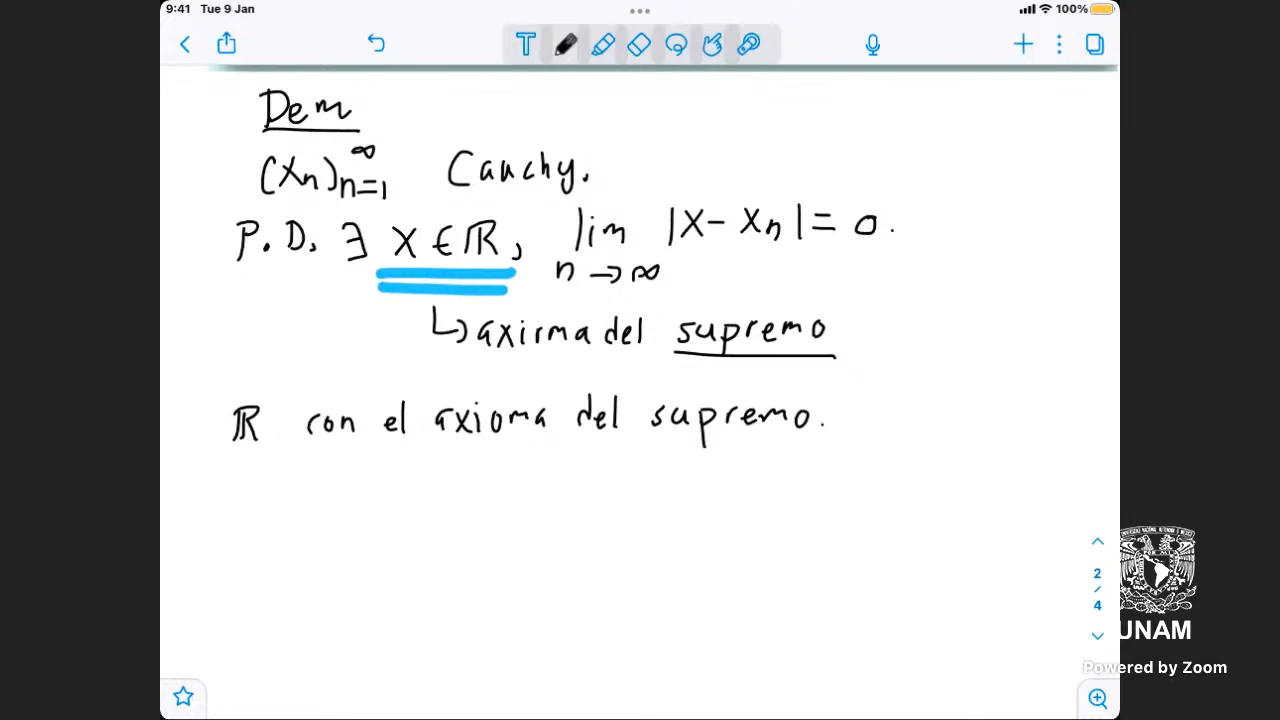 9:41 Tue 9 Jan 100%
T
Dem
(xn)n=1∞ Cauchy.
P.D. ∃ x ∈ ℝ, lim n→∞ |x - xn| = 0.
↳ axioma del supremo
ℝ con el axioma del supremo.
2
/
4
UNAM
Powered by Zoom